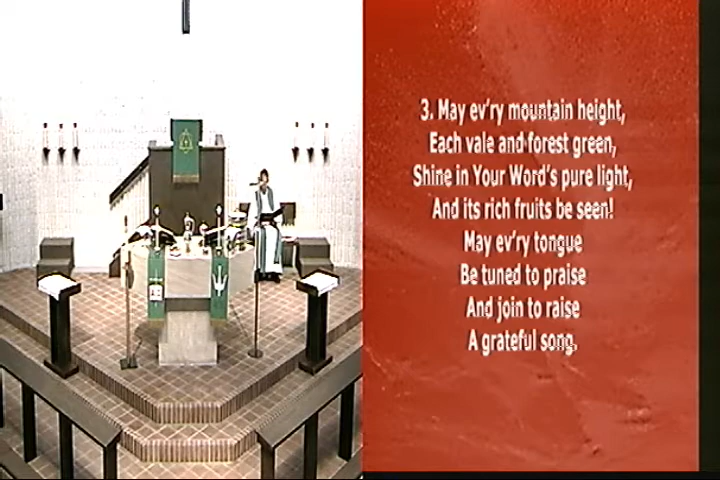 3. May ev'ry mountain height,
Each vale and forest green,
Shine in Your Word's pure light,
And its rich fruits be seen!
May ev'ry tongue
Be tuned to praise
And join to raise
A grateful song.